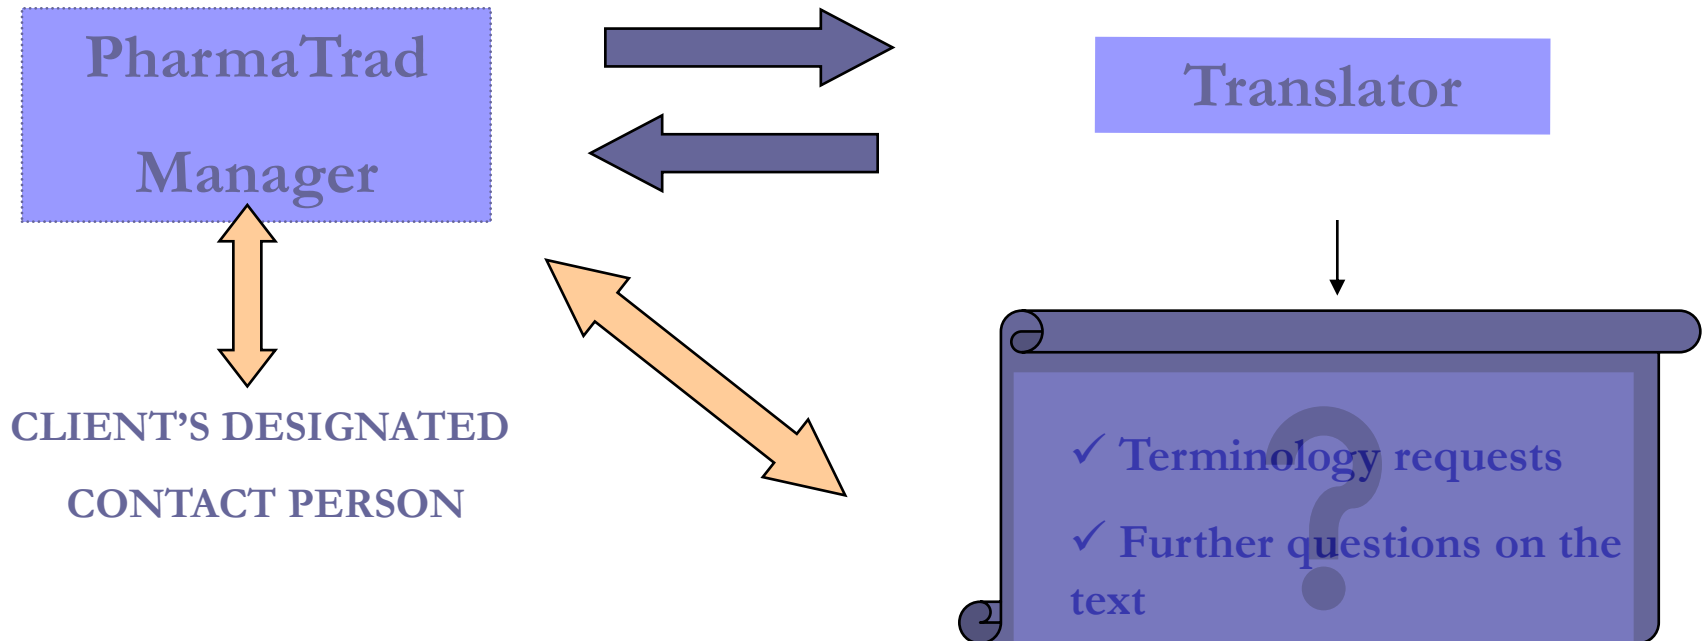 PharmaTrad
Manager
Translator
CLIENT’S DESIGNATED
CONTACT PERSON
?
✓ Terminology requests
✓ Further questions on the
text